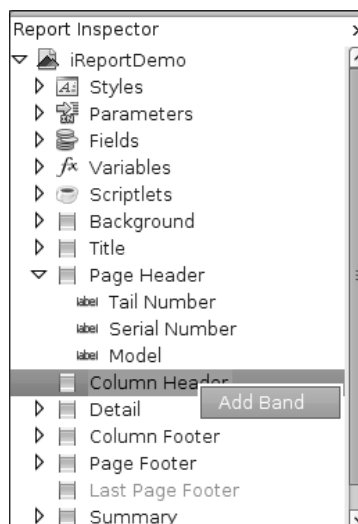 Report Inspector
iReportDemo
Styles
Parameters
Fields
fx Variables
Scriptlets
Background
Title
Page Header
label Tail Number
label Serial Number
label Model
Column Header
Add Band
Detail
Column Footer
Page Footer
Last Page Footer
Summary